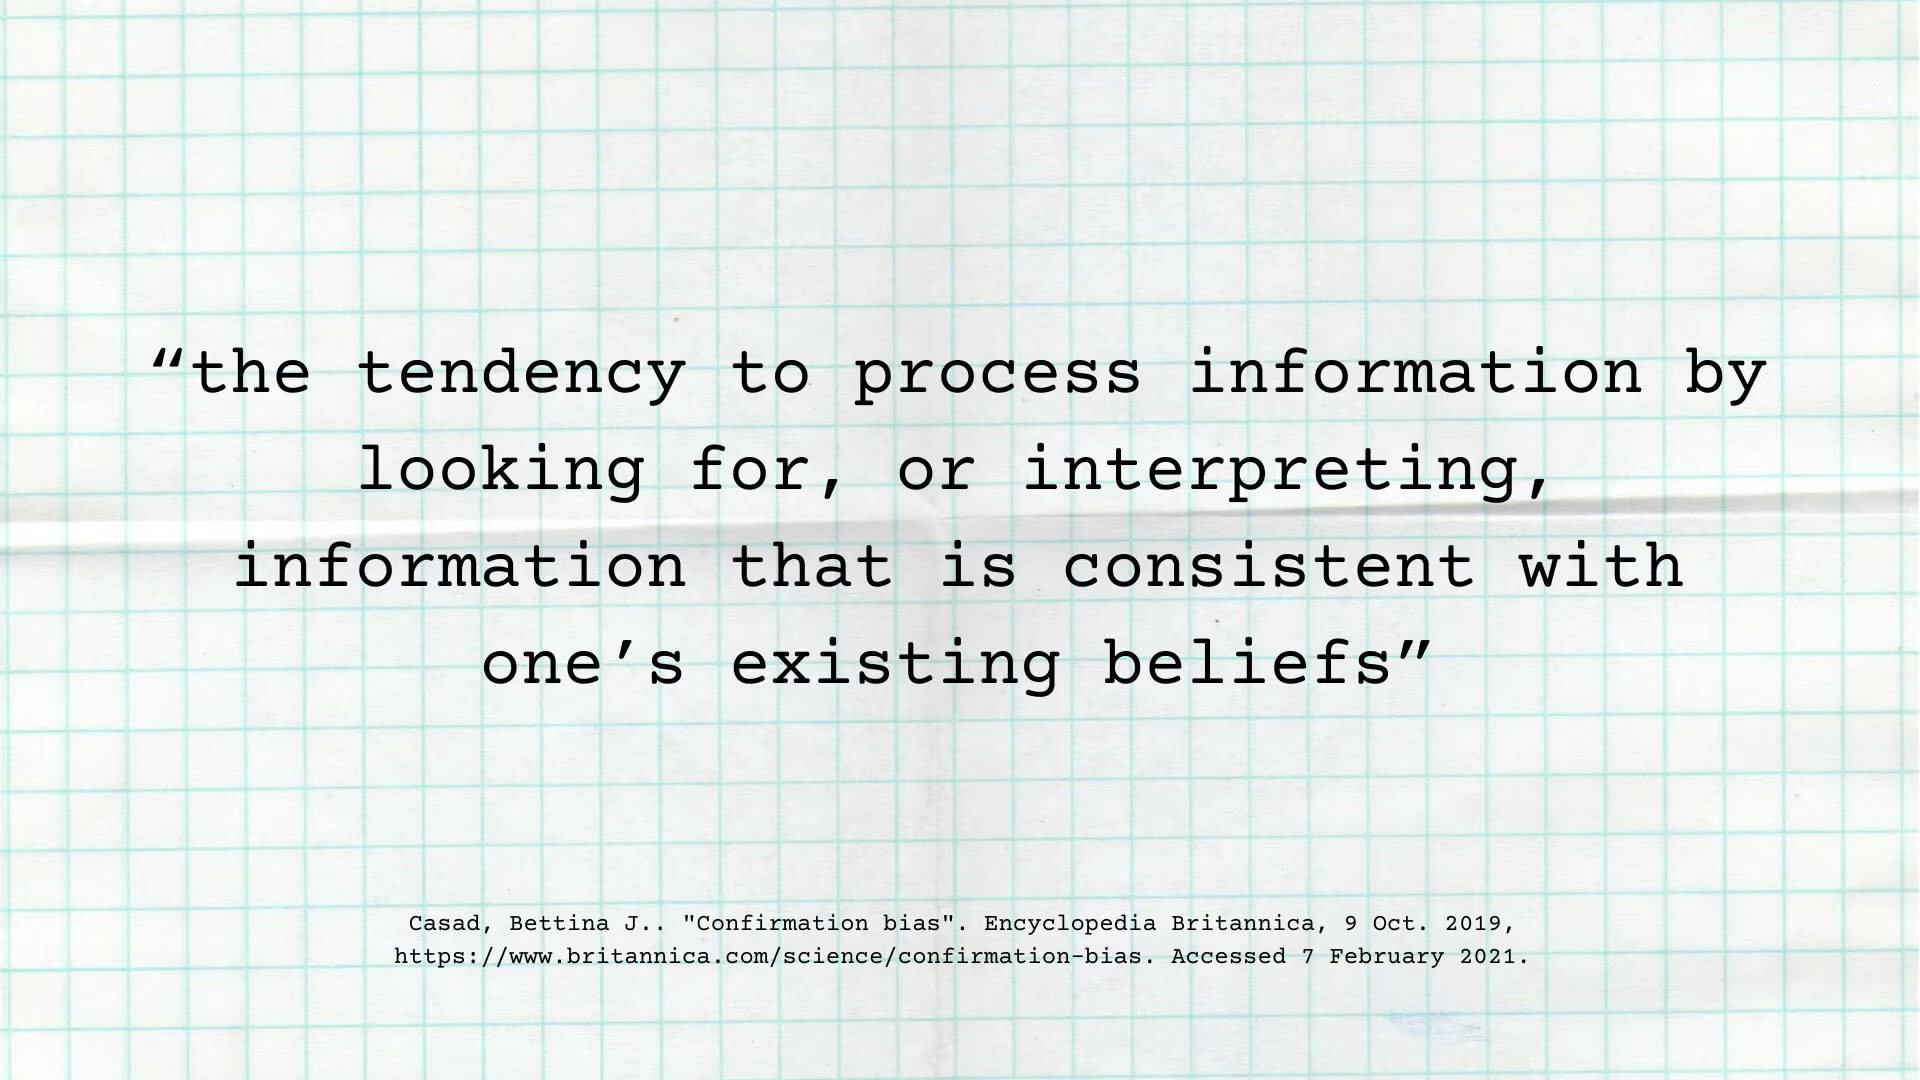 “the tendency to process information by
looking for, or interpreting,
information that is consistent with
one’s existing beliefs”
Casad, Bettina J.. "Confirmation bias". Encyclopedia Britannica, 9 Oct. 2019,
https://www.britannica.com/science/confirmation-bias. Accessed 7 February 2021.